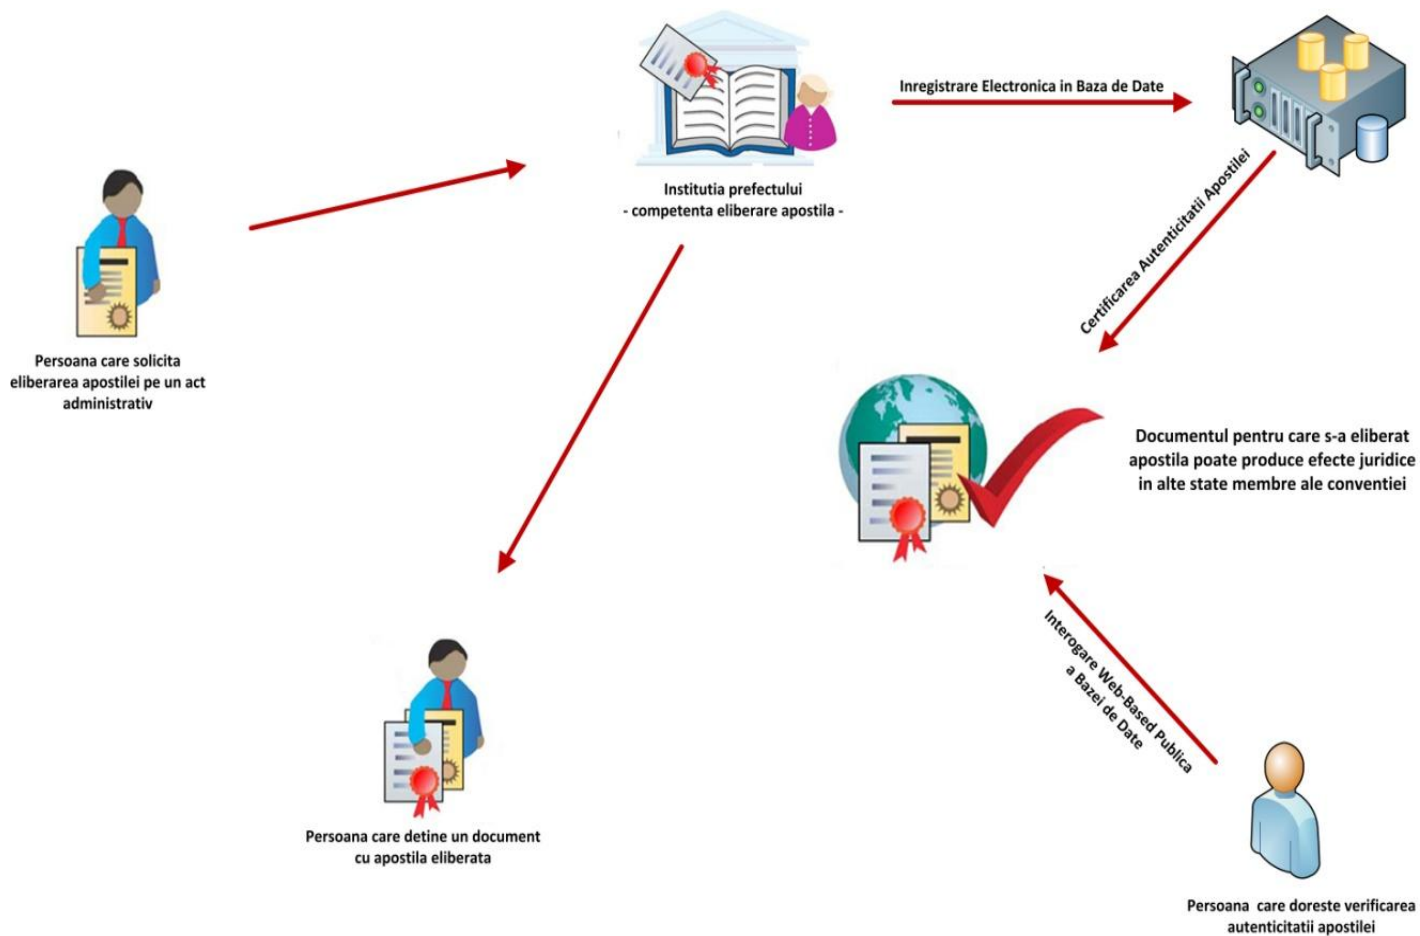 Inregistrare Electronica in Baza de Date
Institutia prefectului
- competenta eliberare apostila -
Certificarea Autenticitatii Apostilei
Persoana care solicita
eliberarea apostilei pe un act
administrativ
Documentul pentru care s-a eliberat
apostila poate produce efecte juridice
in alte state membre ale conventiei
Interogare Web-Based Publica
a Bazei de Date
Persoana care detine un document
cu apostila eliberata
Persoana care doreste verificarea
autenticitatii apostilei